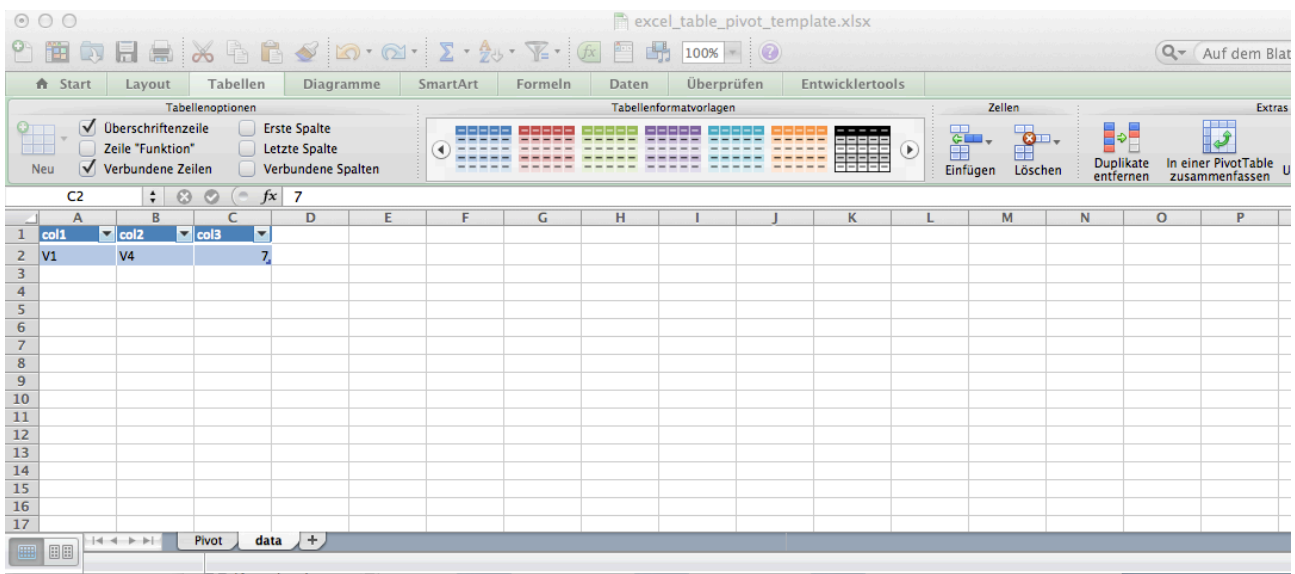 excel_table_pivot_template.xlsx
100% Auf dem Blat
Start Layout Tabellen Diagramme SmartArt Formeln Daten Überprüfen Entwicklertools
Tabellenoptionen Tabellenformatvorlagen Zellen Extras
Überschriftenzeile Erste Spalte
Zeile "Funktion" Letzte Spalte
Verbundene Zeilen Verbundene Spalten
Neu Einfügen Löschen Duplikate entfernen In einer PivotTable zusammenfassen U
C2 fx 7
A B C D E F G H I J K L M N O P
1 col1 col2 col3
2 V1 V4 7
3
4
5
6
7
8
9
10
11
12
13
14
15
16
17
Pivot data +